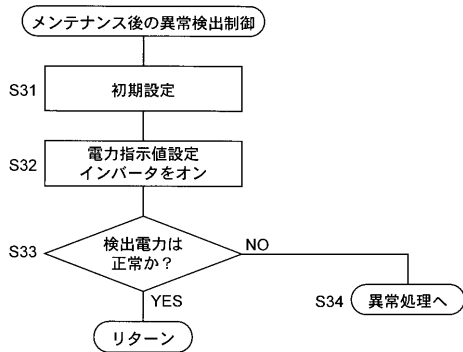 メンテナンス後の異常検出制御
S31
初期設定
S32
電力指示値設定
インバータをオン
S33
検出電力は
正常か？
NO
YES
S34
異常処理へ
リターン